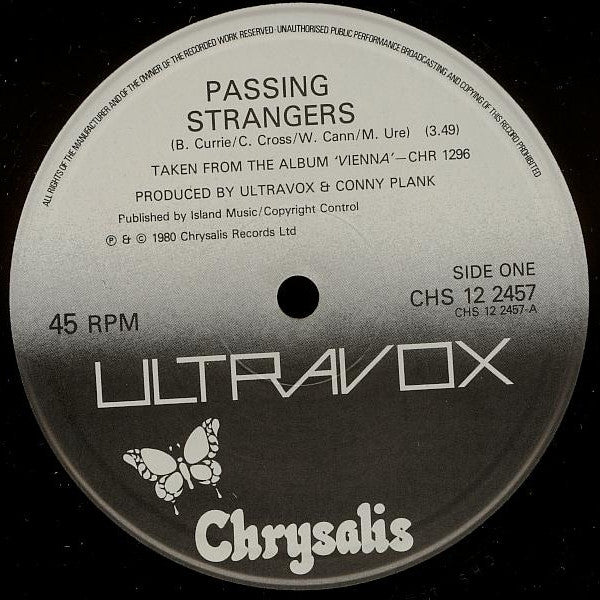 ALL RIGHTS OF THE MANUFACTURER AND OF THE OWNER OF THE RECORDED WORK RESERVED · UNAUTHORISED PUBLIC PERFORMANCE BROADCASTING AND COPYING OF THIS RECORD PROHIBITED
PASSING
STRANGERS
(B. Currie/C. Cross/W. Cann/M. Ure) (3.49)
TAKEN FROM THE ALBUM 'VIENNA'—CHR 1296
PRODUCED BY ULTRAVOX & CONNY PLANK
Published by Island Music/Copyright Control
℗ & © 1980 Chrysalis Records Ltd
SIDE ONE
CHS 12 2457
CHS 12 2457-A
45 RPM
ULTRAVOX
Chrysalis